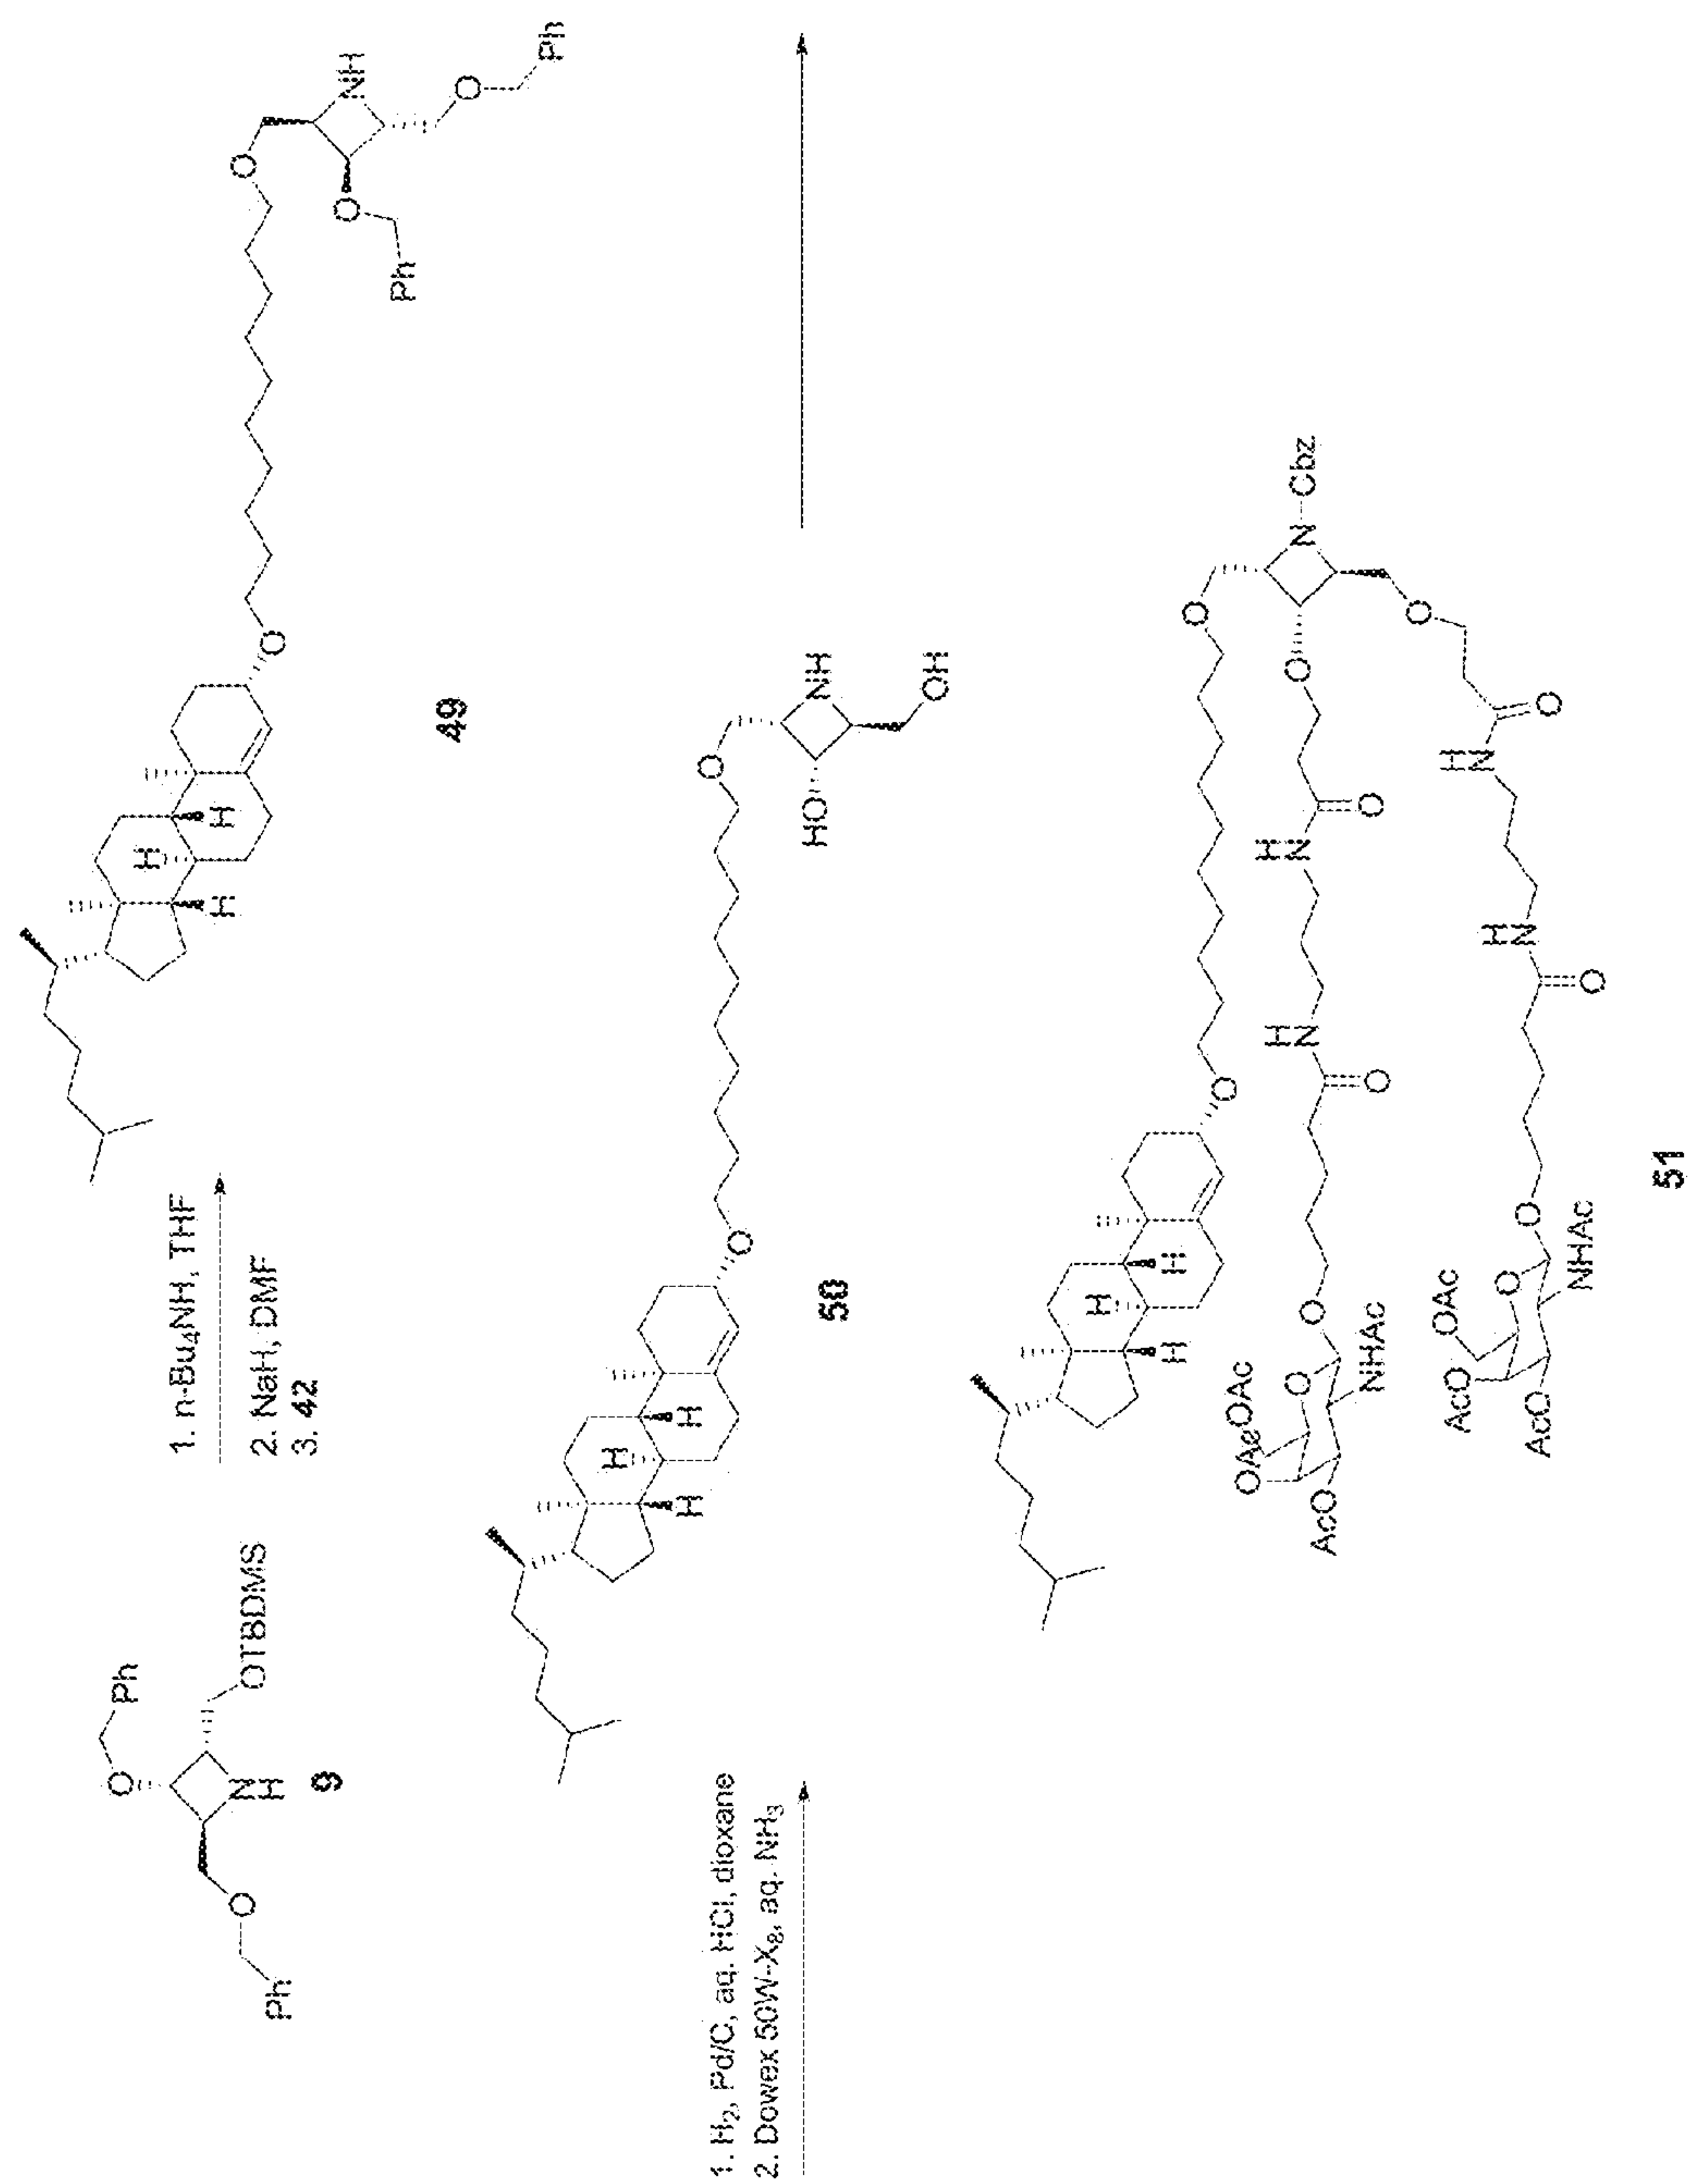 Ph
O
OTBDMS
N
H
O
Ph
9
1. n-Bu₄NH, THF
2. NaH, DMF
3. 42
H
H
H
O
O
NH
O
Ph
O
Ph
49
1. H₂, Pd/C, aq. HCl, dioxane
2. Dowex 50W-X₈, aq. NH₃
H
H
H
O
O
HO
NH
OH
50
H
H
H
O
O
N
Cbz
O
O
H
N
O
H
N
O
O
OAc
O
AcO
NHAc
O
H
N
O
H
N
O
O
OAc
AcO
AcO
NHAc
51